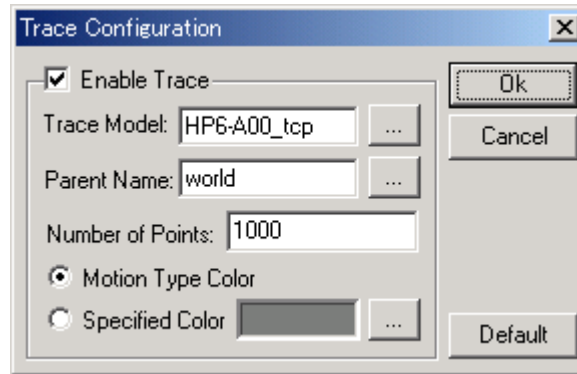 Trace Configuration
Enable Trace
Ok
Trace Model: HP6-A00_tcp ...
Cancel
Parent Name: world ...
Number of Points: 1000
Motion Type Color
Specified Color ...
Default